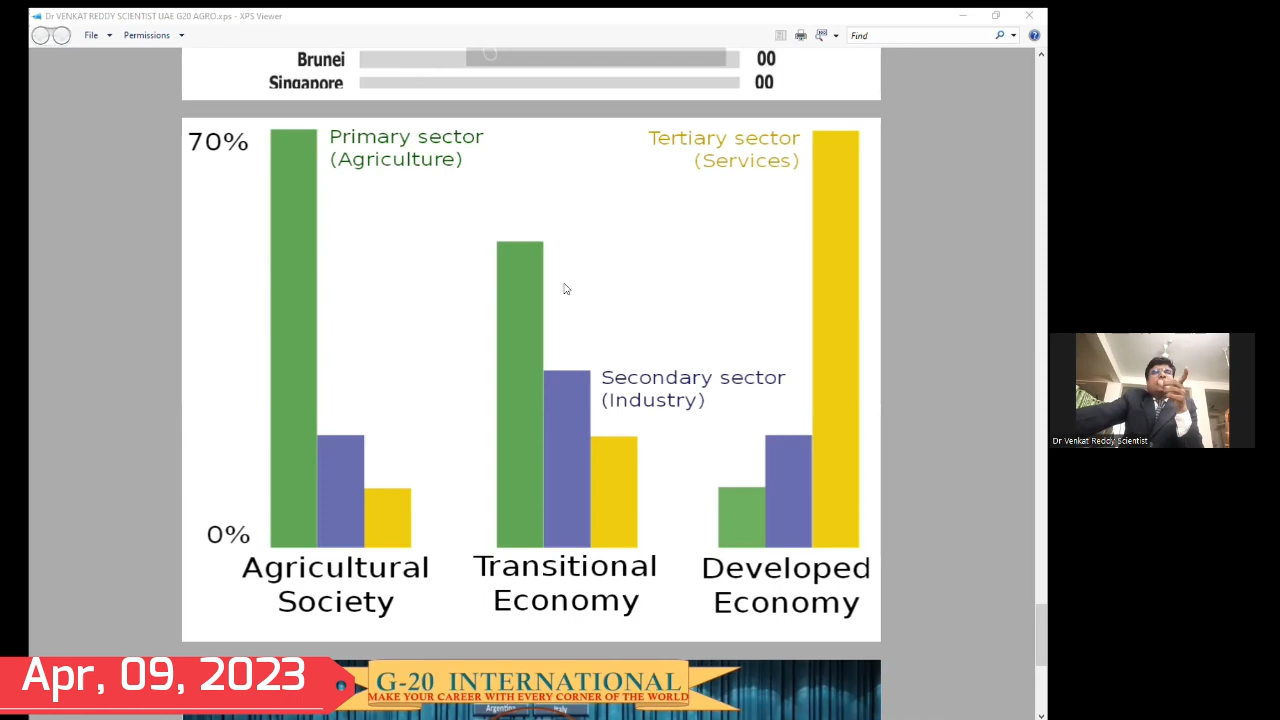 Dr VENKAT REDDY SCIENTIST UAE G20 AGRO.xps - XPS Viewer
File
Permissions
Find
Brunei
00
Singapore
00
70%
Primary sector
(Agriculture)
Tertiary sector
(Services)
Secondary sector
(Industry)
0%
Agricultural
Society
Transitional
Economy
Developed
Economy
Dr Venkat Reddy Scientist
Apr, 09, 2023
G-20 INTERNATIONAL
MAKE YOUR CAREER WITH EVERY CORNER OF THE WORLD
Argentina
Italy